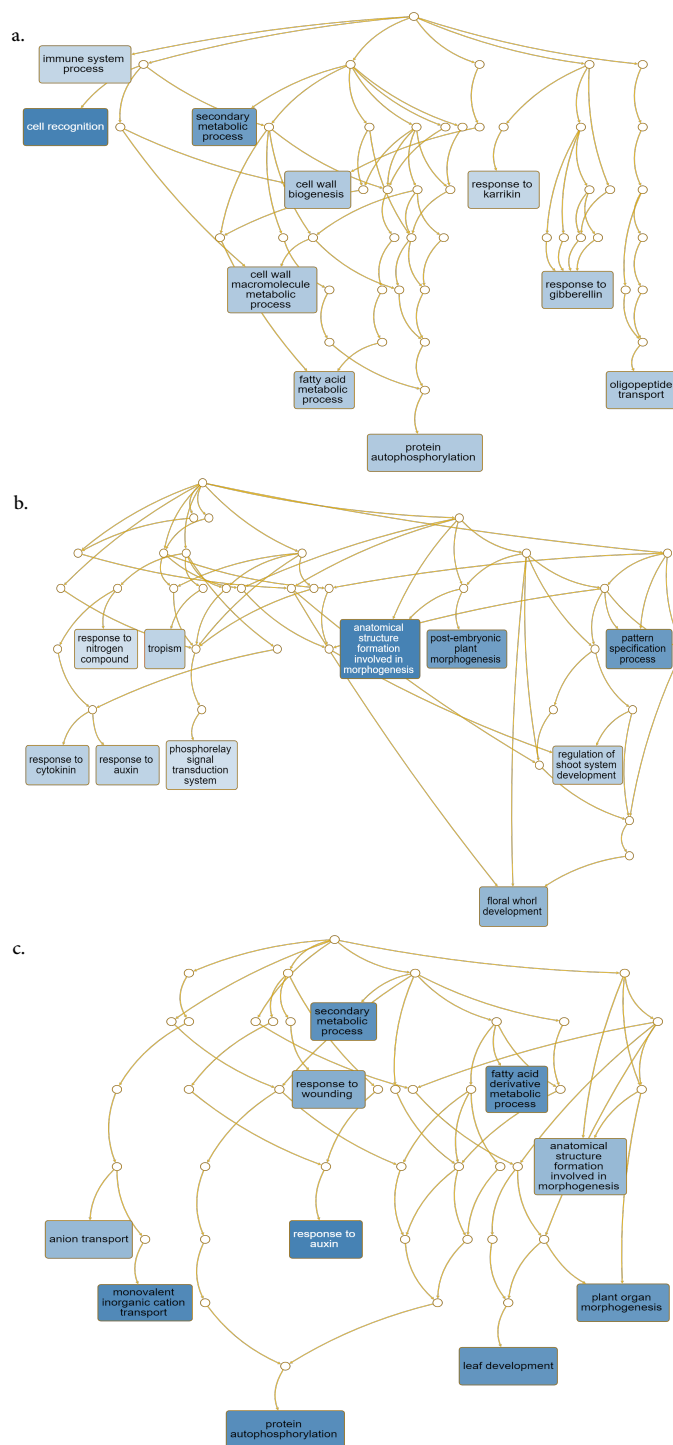 a.
immune system
process
cell recognition
secondary
metabolic
process
cell wall
biogenesis
response to
karrikin
cell wall
macromolecule
metabolic
process
response to
gibberellin
fatty acid
metabolic
process
oligopeptide
transport
protein
autophosphorylation
b.
response to
nitrogen
compound
tropism
anatomical
structure
formation
involved in
morphogenesis
post-embryonic
plant
morphogenesis
pattern
specification
process
response to
cytokinin
response to
auxin
phosphorelay
signal
transduction
system
regulation of
shoot system
development
floral whorl
development
c.
secondary
metabolic
process
response to
wounding
fatty acid
derivative
metabolic
process
anatomical
structure
formation
involved in
morphogenesis
anion transport
response to
auxin
monovalent
inorganic cation
transport
plant organ
morphogenesis
leaf development
protein
autophosphorylation